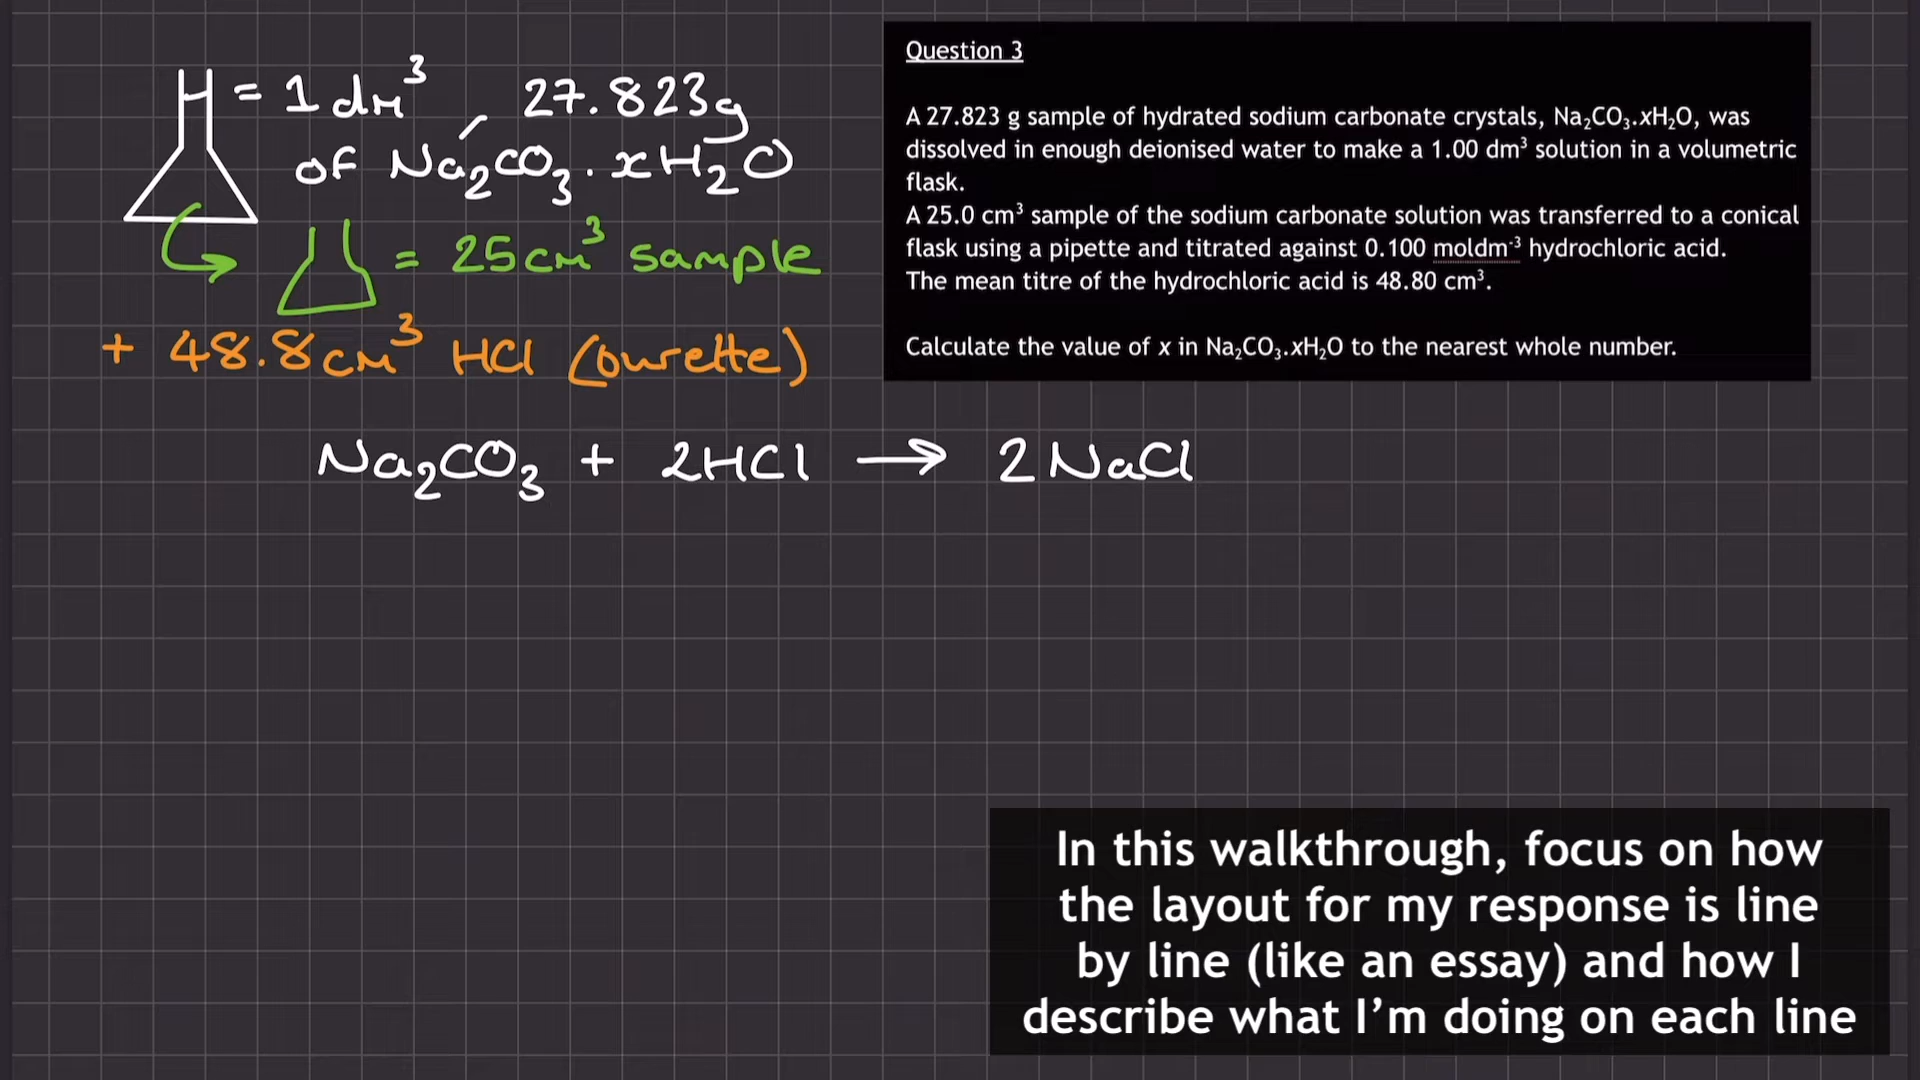 = 1 dm³, 27.823g
of Na₂CO₃.xH₂O
= 25cm³ sample
+ 48.8cm³ HCl (burette)
Question 3
A 27.823 g sample of hydrated sodium carbonate crystals, Na₂CO₃.xH₂O, was
dissolved in enough deionised water to make a 1.00 dm³ solution in a volumetric
flask.
A 25.0 cm³ sample of the sodium carbonate solution was transferred to a conical
flask using a pipette and titrated against 0.100 moldm⁻³ hydrochloric acid.
The mean titre of the hydrochloric acid is 48.80 cm³.
Calculate the value of x in Na₂CO₃.xH₂O to the nearest whole number.
Na₂CO₃ + 2HCl → 2NaCl
In this walkthrough, focus on how
the layout for my response is line
by line (like an essay) and how I
describe what I’m doing on each line